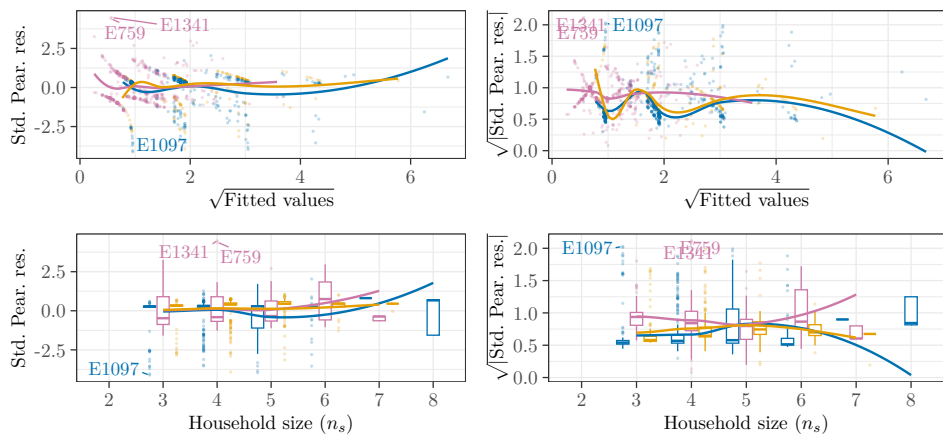 Std. Pear. res.
2.5
0.0
-2.5
E1341
E759
E1097
0
2
4
6
√Fitted values
√|Std. Pear. res.|
2.0
1.5
1.0
0.5
0.0
E1341
E759
E1097
0
2
4
6
√Fitted values
Std. Pear. res.
2.5
0.0
-2.5
E1341
E759
E1097
2
3
4
5
6
7
8
Household size (nₛ)
√|Std. Pear. res.|
2.0
1.5
1.0
0.5
0.0
E1097
E759
E1341
2
3
4
5
6
7
8
Household size (nₛ)